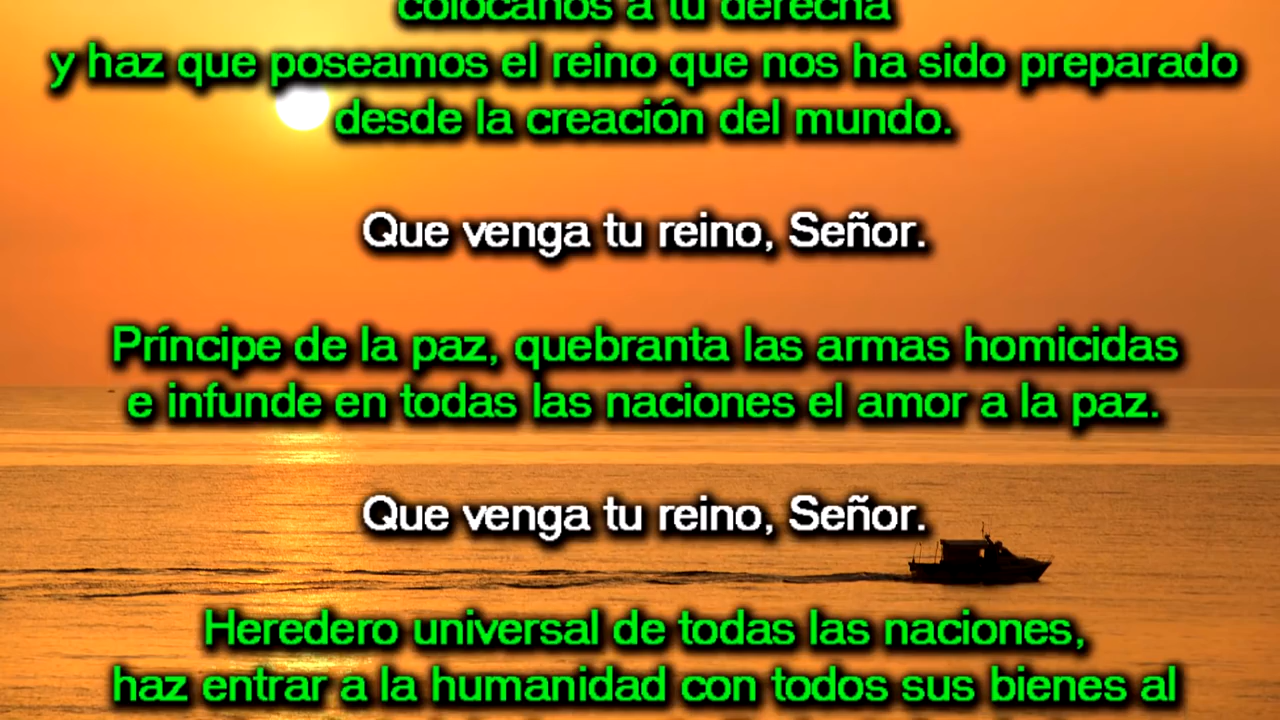 colócanos a tu derecha
y haz que poseamos el reino que nos ha sido preparado
desde la creación del mundo.
Que venga tu reino, Señor.
Príncipe de la paz, quebranta las armas homicidas
e infunde en todas las naciones el amor a la paz.
Que venga tu reino, Señor.
Heredero universal de todas las naciones,
haz entrar a la humanidad con todos sus bienes al